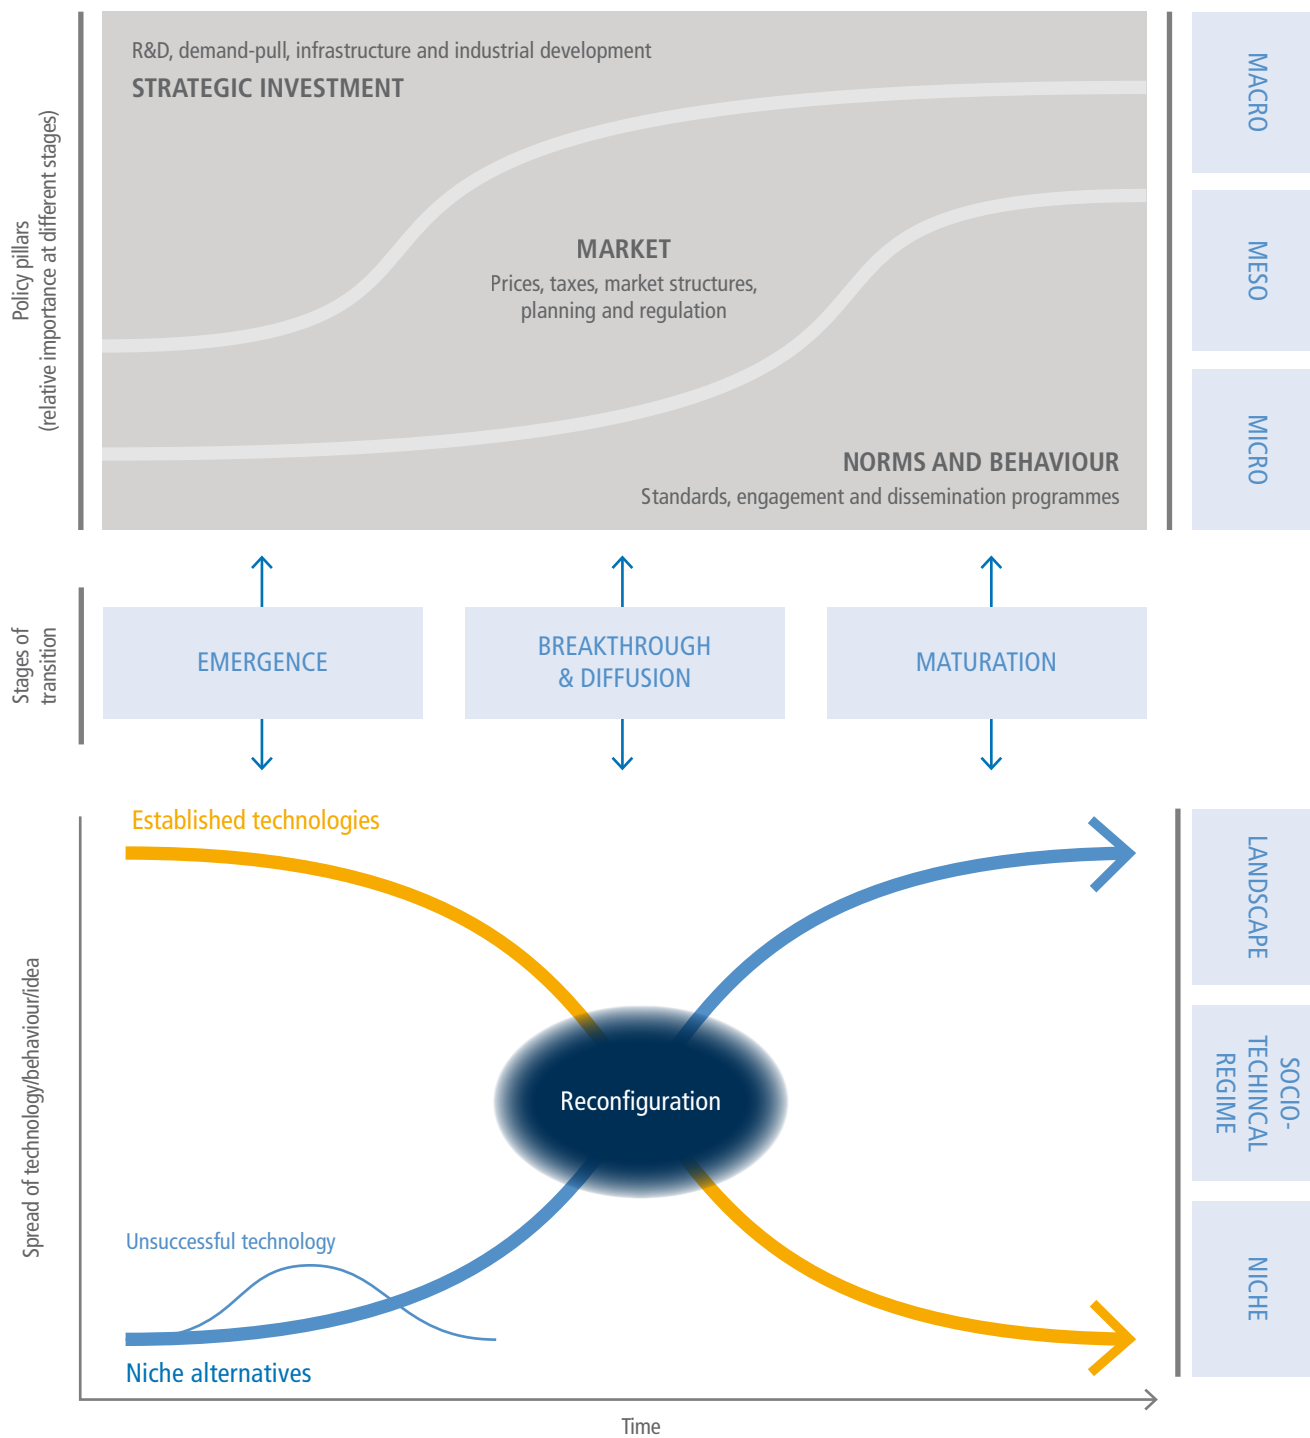 Policy pillars
(relative importance at different stages)
R&D, demand-pull, infrastructure and industrial development
STRATEGIC INVESTMENT
MARKET
Prices, taxes, market structures,
planning and regulation
NORMS AND BEHAVIOUR
Standards, engagement and dissemination programmes
MACRO
MESO
MICRO
Stages of
transition
EMERGENCE
BREAKTHROUGH
& DIFFUSION
MATURATION
Spread of technology/behaviour/idea
Established technologies
Reconfiguration
Unsuccessful technology
Niche alternatives
Time
LANDSCAPE
SOCIO-
TECHINCAL
REGIME
NICHE